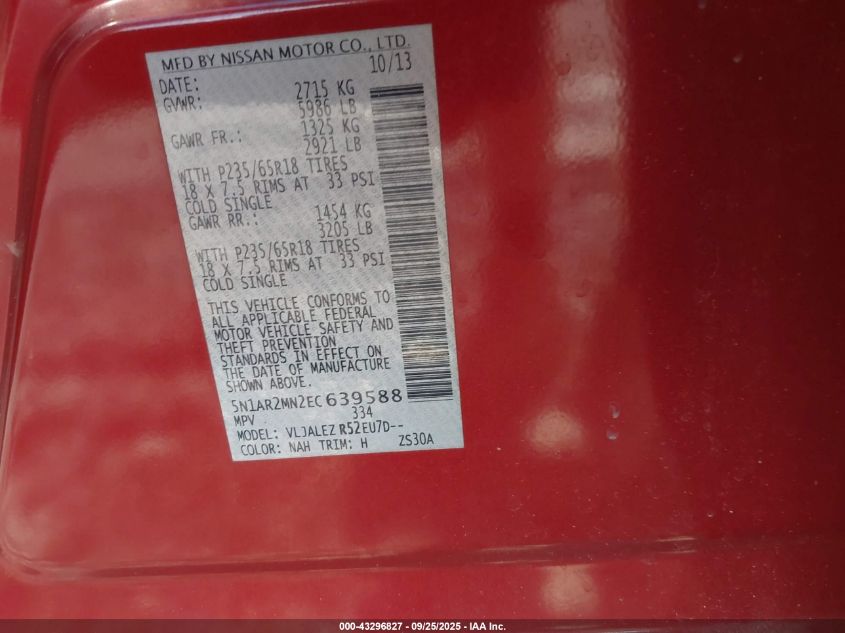 MFD BY NISSAN MOTOR CO., LTD.
DATE: 10/13
GVWR: 2715 KG
5986 LB
GAWR FR.: 1325 KG
2921 LB
WITH P235/65R18 TIRES
18 X 7.5 RIMS AT 33 PSI
COLD SINGLE
GAWR RR.: 1454 KG
3205 LB
WITH P235/65R18 TIRES
18 X 7.5 RIMS AT 33 PSI
COLD SINGLE
THIS VEHICLE CONFORMS TO
ALL APPLICABLE FEDERAL
MOTOR VEHICLE SAFETY AND
THEFT PREVENTION
STANDARDS IN EFFECT ON
THE DATE OF MANUFACTURE
SHOWN ABOVE.
5N1AR2MN2EC639588
MPV 334
MODEL: VLJALEZ R52EU7D--
COLOR: NAH TRIM: H ZS30A
000-43296827 - 09/25/2025 - IAA Inc.